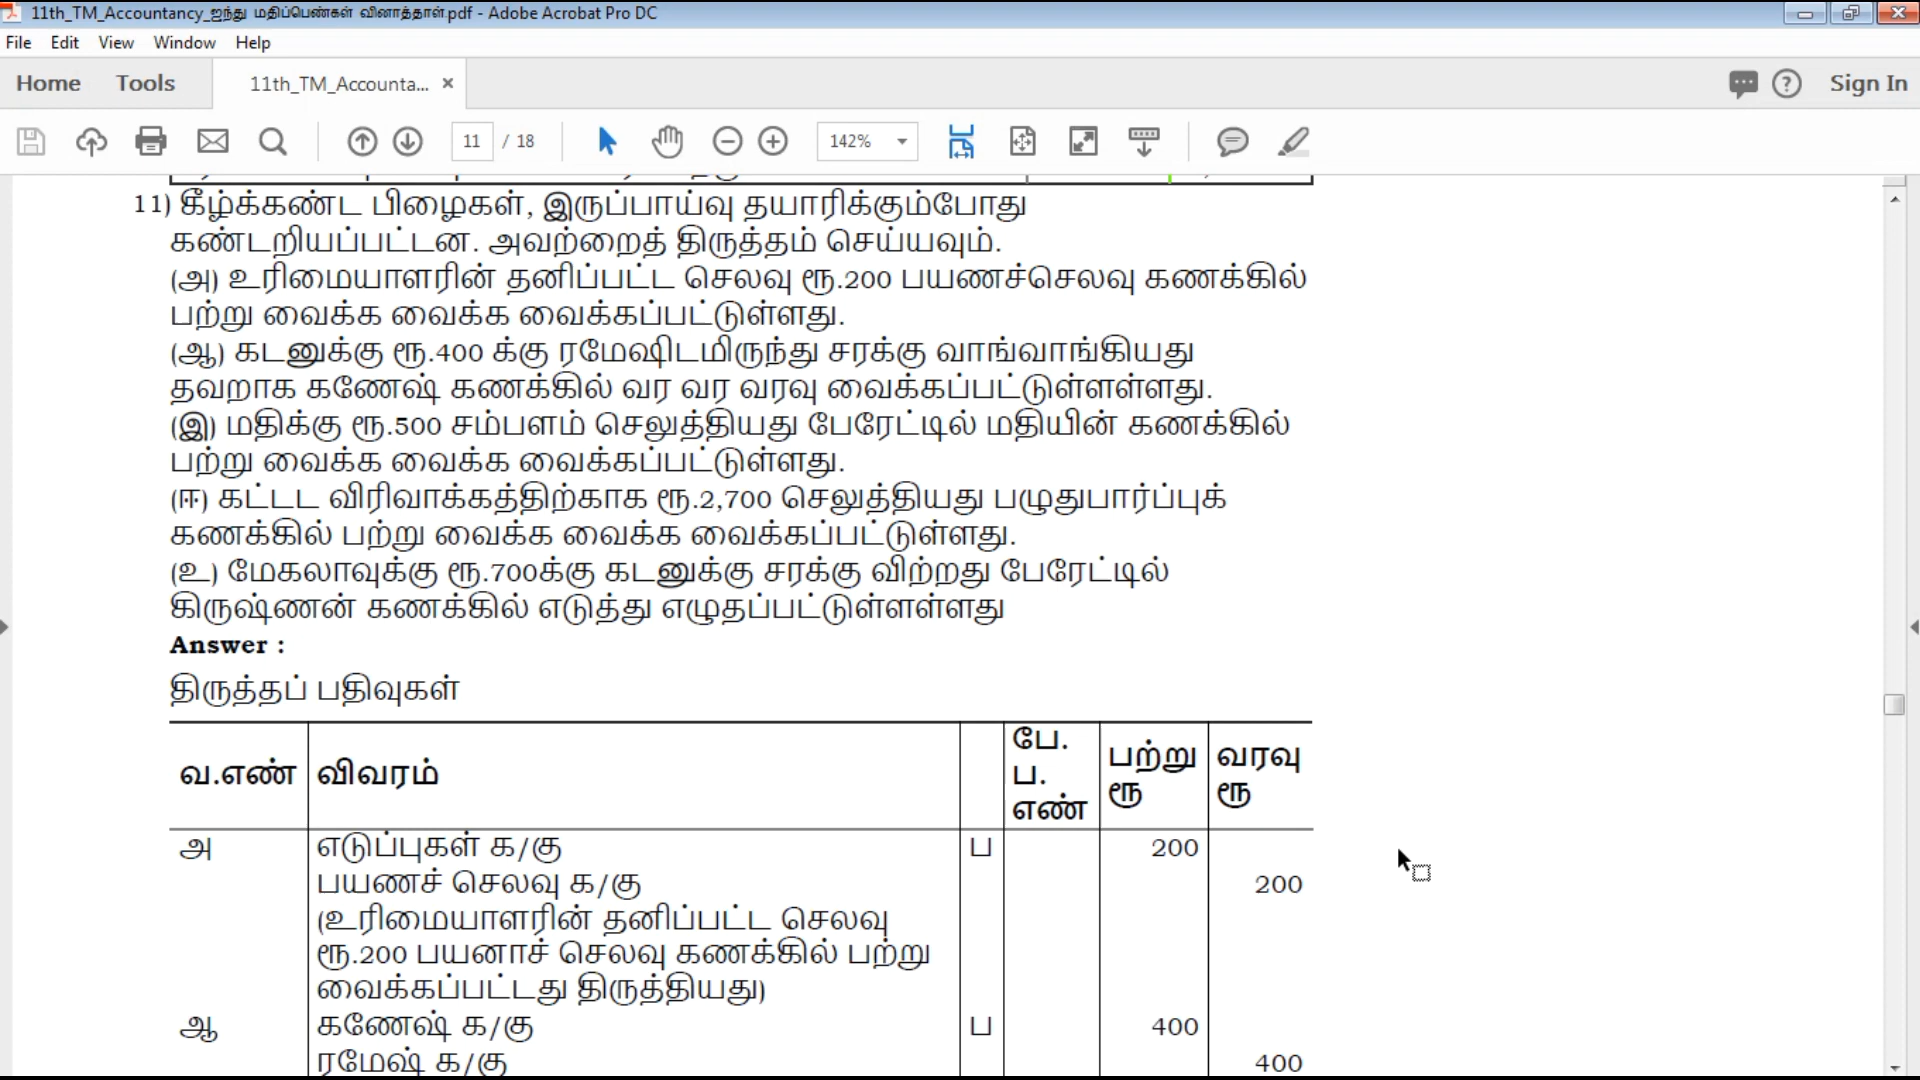 11th_TM_Accountancy_ஐந்து மதிப்பெண்கள் வினாத்தாள்.pdf - Adobe Acrobat Pro DC
File Edit View Window Help
Home Tools 11th_TM_Accounta... × Sign In
11 / 18 142%
11) கீழ்க்கண்ட பிழைகள், இருப்பாய்வு தயாரிக்கும்போது
கண்டறியப்பட்டன. அவற்றைத் திருத்தம் செய்யவும்.
(அ) உரிமையாளரின் தனிப்பட்ட செலவு ரூ.200 பயணச்செலவு கணக்கில்
பற்று வைக்க வைக்க வைக்கப்பட்டுள்ளது.
(ஆ) கடனுக்கு ரூ.400 க்கு ரமேஷிடமிருந்து சரக்கு வாங்வாங்கியது
தவறாக கணேஷ் கணக்கில் வர வர வரவு வைக்கப்பட்டுள்ளள்ளது.
(இ) மதிக்கு ரூ.500 சம்பளம் செலுத்தியது பேரேட்டில் மதியின் கணக்கில்
பற்று வைக்க வைக்க வைக்கப்பட்டுள்ளது.
(ஈ) கட்டட விரிவாக்கத்திற்காக ரூ.2,700 செலுத்தியது பழுதுபார்ப்புக்
கணக்கில் பற்று வைக்க வைக்க வைக்கப்பட்டுள்ளது.
(உ) மேகலாவுக்கு ரூ.700க்கு கடனுக்கு சரக்கு விற்றது பேரேட்டில்
கிருஷ்ணன் கணக்கில் எடுத்து எழுதப்பட்டுள்ளள்ளது
Answer :
திருத்தப் பதிவுகள்
வ.எண் விவரம் பே. ப. எண் பற்று ரூ வரவு ரூ
அ எடுப்புகள் க/கு ப 200
பயணச் செலவு க/கு 200
(உரிமையாளரின் தனிப்பட்ட செலவு
ரூ.200 பயனாச் செலவு கணக்கில் பற்று
வைக்கப்பட்டது திருத்தியது)
ஆ கணேஷ் க/கு ப 400
ரமேஷ் க/கு 400